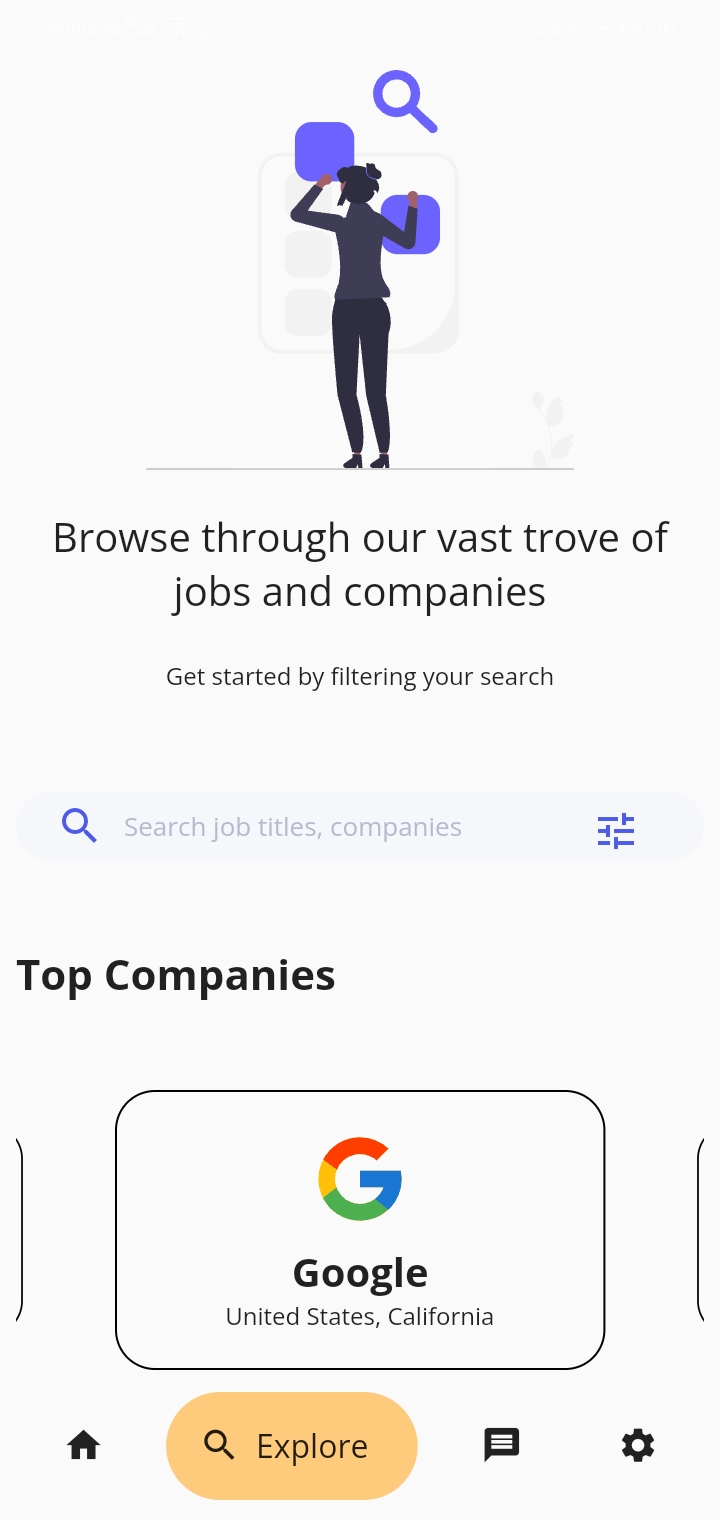 Browse through our vast trove of
jobs and companies
Get started by filtering your search
Search job titles, companies
Top Companies
Google
United States, California
Explore